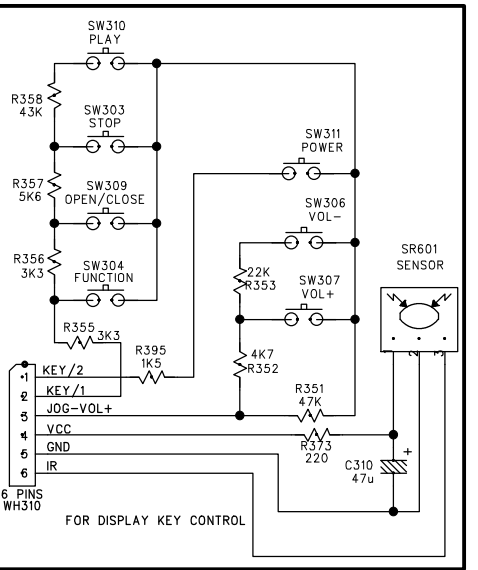 SW310
PLAY
R358
43K
SW303
STOP
SW311
POWER
R357
5K6
SW309
OPEN/CLOSE
SW306
VOL-
R356
3K3
SW304
FUNCTION
22K
R353
SW307
VOL+
SR601
SENSOR
R355
3K3
R395
1K5
4K7
R352
1 2 3
R351
47K
1 KEY/2
2 KEY/1
3 JOG-VOL+
4 VCC
5 GND
6 IR
R373
220
C310
47u
+
6 PINS
WH310
FOR DISPLAY KEY CONTROL